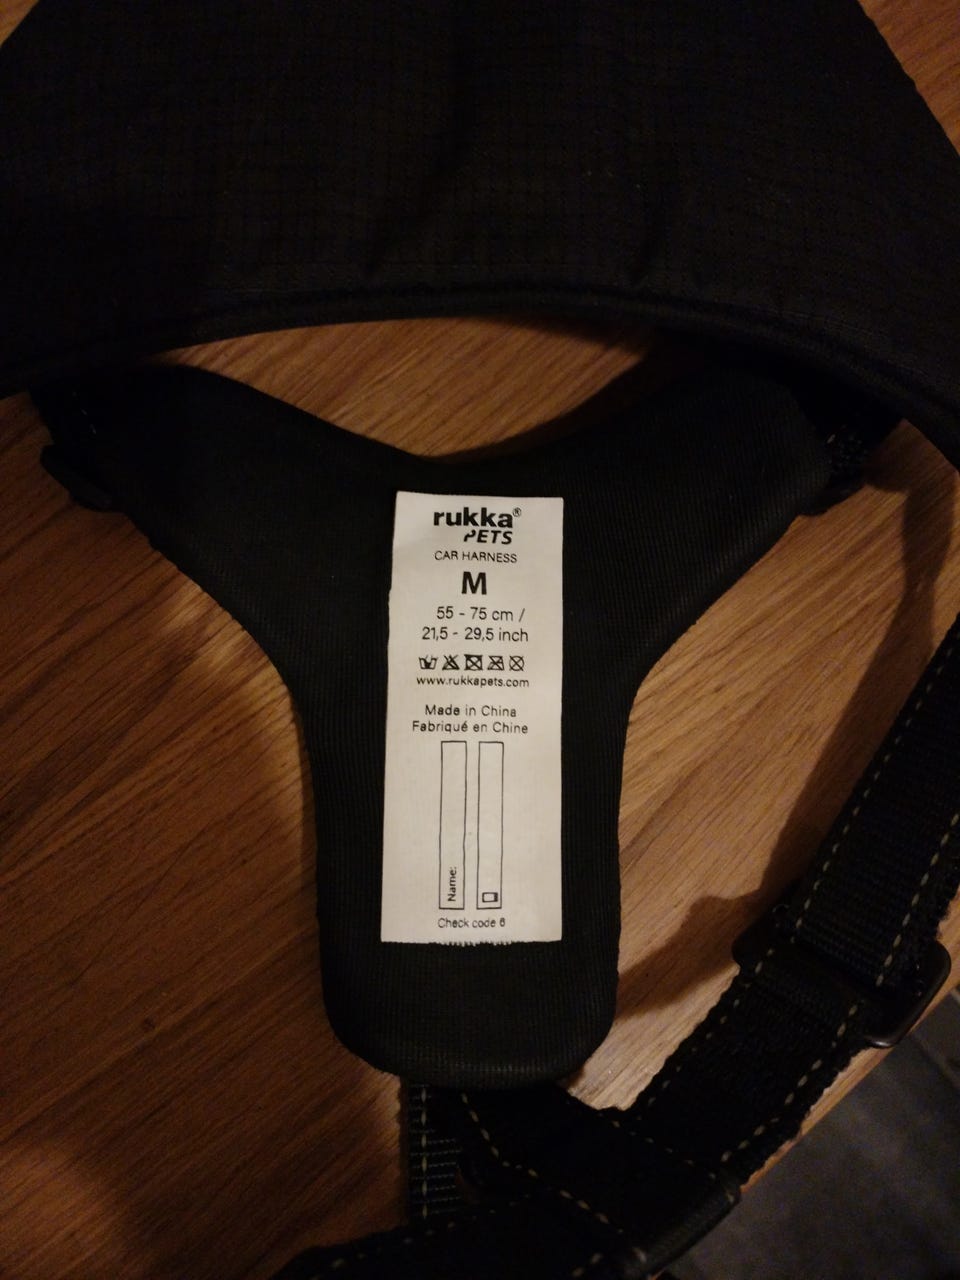 rukka®
PETS
CAR HARNESS
M
55 - 75 cm /
21,5 - 29,5 inch
www.rukkapets.com
Made in China
Fabriqué en Chine
Name:
Check code 6